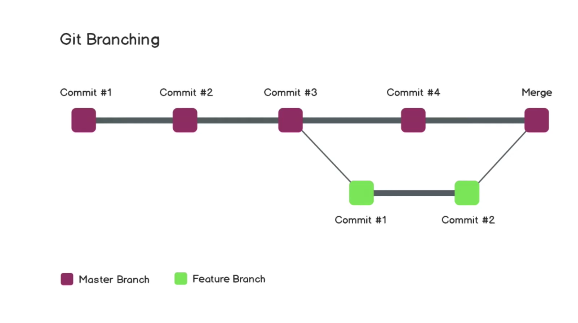 Git Branching
Commit #1 Commit #2 Commit #3 Commit #4 Merge
Commit #1 Commit #2
Master Branch Feature Branch